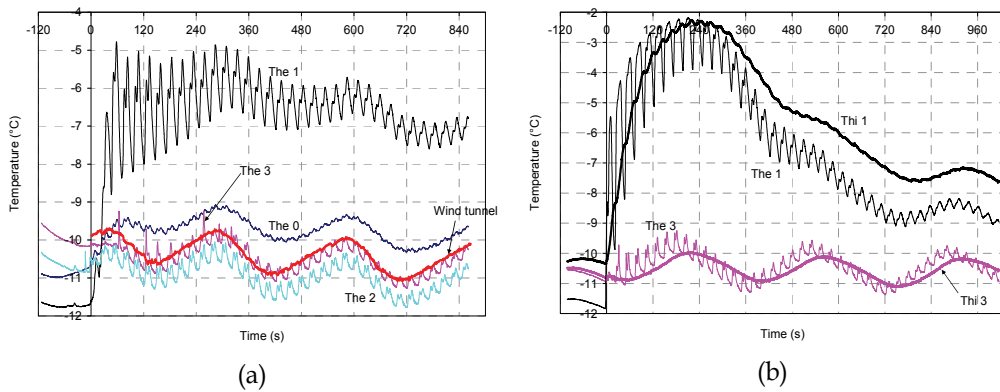 -4
-120 0 120 240 360 480 600 720 840
-5
-6
-7
-8
-9
-10
-11
-12
Temperature (°C)
The 1
The 3
The 0
Wind tunnel
The 2
Time (s)
(a)
-2
-120 0 120 240 360 480 600 720 840 960
-3
-4
-5
-6
-7
-8
-9
-10
-11
-12
Temperature (°C)
Thi 1
The 1
The 3
Thi 3
Time (s)
(b)